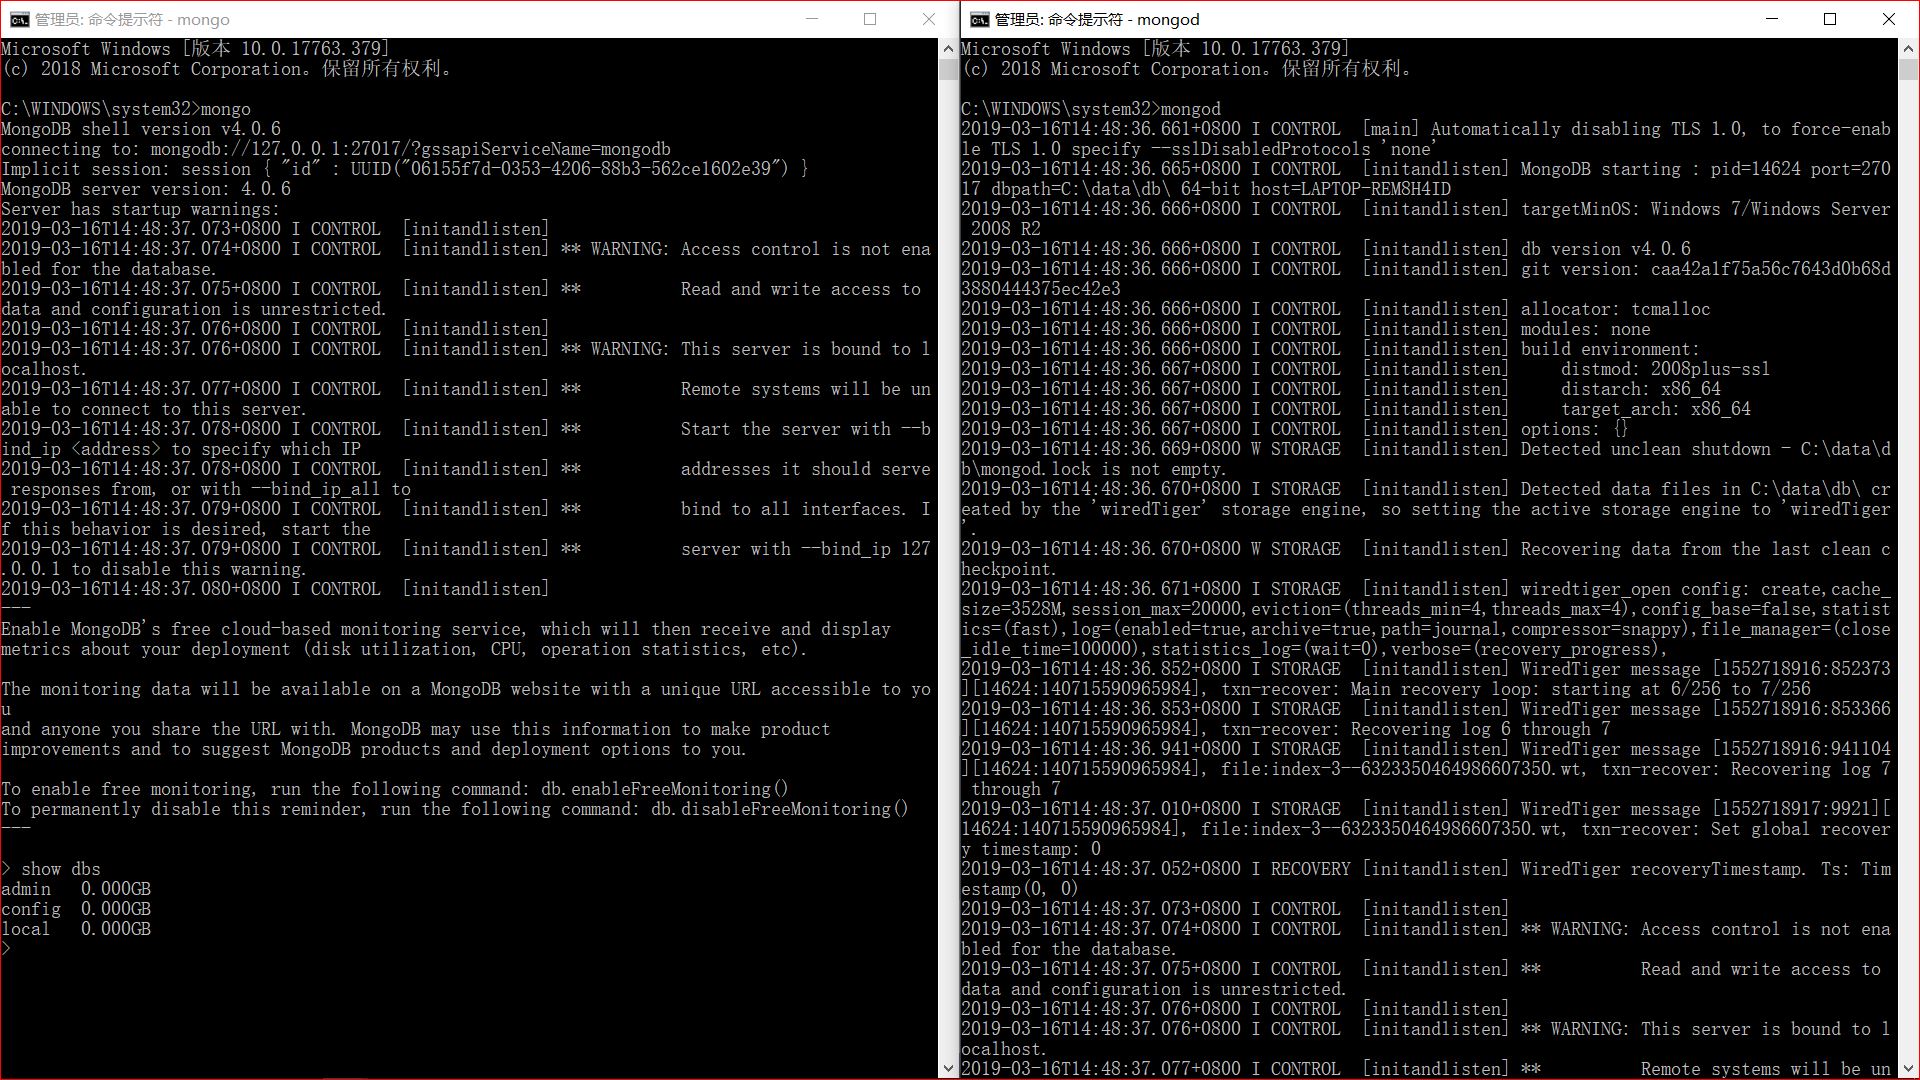 管理员: 命令提示符 - mongo
Microsoft Windows [版本 10.0.17763.379]
(c) 2018 Microsoft Corporation。保留所有权利。
C:\WINDOWS\system32>mongo
MongoDB shell version v4.0.6
connecting to: mongodb://127.0.0.1:27017/?gssapiServiceName=mongodb
Implicit session: session { "id" : UUID("06155f7d-0353-4206-88b3-562ce1602e39") }
MongoDB server version: 4.0.6
Server has startup warnings:
2019-03-16T14:48:37.073+0800 I CONTROL  [initandlisten]
2019-03-16T14:48:37.074+0800 I CONTROL  [initandlisten] ** WARNING: Access control is not ena
bled for the database.
2019-03-16T14:48:37.075+0800 I CONTROL  [initandlisten] **          Read and write access to
data and configuration is unrestricted.
2019-03-16T14:48:37.076+0800 I CONTROL  [initandlisten]
2019-03-16T14:48:37.076+0800 I CONTROL  [initandlisten] ** WARNING: This server is bound to l
ocalhost.
2019-03-16T14:48:37.077+0800 I CONTROL  [initandlisten] **          Remote systems will be un
able to connect to this server.
2019-03-16T14:48:37.078+0800 I CONTROL  [initandlisten] **          Start the server with --b
ind_ip <address> to specify which IP
2019-03-16T14:48:37.078+0800 I CONTROL  [initandlisten] **          addresses it should serve
 responses from, or with --bind_ip_all to
2019-03-16T14:48:37.079+0800 I CONTROL  [initandlisten] **          bind to all interfaces. I
f this behavior is desired, start the
2019-03-16T14:48:37.079+0800 I CONTROL  [initandlisten] **          server with --bind_ip 127
.0.0.1 to disable this warning.
2019-03-16T14:48:37.080+0800 I CONTROL  [initandlisten]
---
Enable MongoDB's free cloud-based monitoring service, which will then receive and display
metrics about your deployment (disk utilization, CPU, operation statistics, etc).
The monitoring data will be available on a MongoDB website with a unique URL accessible to yo
u
and anyone you share the URL with. MongoDB may use this information to make product
improvements and to suggest MongoDB products and deployment options to you.
To enable free monitoring, run the following command: db.enableFreeMonitoring()
To permanently disable this reminder, run the following command: db.disableFreeMonitoring()
---
> show dbs
admin   0.000GB
config  0.000GB
local   0.000GB
>
管理员: 命令提示符 - mongod
Microsoft Windows [版本 10.0.17763.379]
(c) 2018 Microsoft Corporation。保留所有权利。
C:\WINDOWS\system32>mongod
2019-03-16T14:48:36.661+0800 I CONTROL  [main] Automatically disabling TLS 1.0, to force-enab
le TLS 1.0 specify --sslDisabledProtocols 'none'
2019-03-16T14:48:36.665+0800 I CONTROL  [initandlisten] MongoDB starting : pid=14624 port=270
17 dbpath=C:\data\db\ 64-bit host=LAPTOP-REM8H4ID
2019-03-16T14:48:36.666+0800 I CONTROL  [initandlisten] targetMinOS: Windows 7/Windows Server
 2008 R2
2019-03-16T14:48:36.666+0800 I CONTROL  [initandlisten] db version v4.0.6
2019-03-16T14:48:36.666+0800 I CONTROL  [initandlisten] git version: caa42a1f75a56c7643d0b68d
3880444375ec42e3
2019-03-16T14:48:36.666+0800 I CONTROL  [initandlisten] allocator: tcmalloc
2019-03-16T14:48:36.666+0800 I CONTROL  [initandlisten] modules: none
2019-03-16T14:48:36.666+0800 I CONTROL  [initandlisten] build environment:
2019-03-16T14:48:36.667+0800 I CONTROL  [initandlisten]     distmod: 2008plus-ssl
2019-03-16T14:48:36.667+0800 I CONTROL  [initandlisten]     distarch: x86_64
2019-03-16T14:48:36.667+0800 I CONTROL  [initandlisten]     target_arch: x86_64
2019-03-16T14:48:36.667+0800 I CONTROL  [initandlisten] options: {}
2019-03-16T14:48:36.669+0800 W STORAGE  [initandlisten] Detected unclean shutdown - C:\data\d
b\mongod.lock is not empty.
2019-03-16T14:48:36.670+0800 I STORAGE  [initandlisten] Detected data files in C:\data\db\ cr
eated by the 'wiredTiger' storage engine, so setting the active storage engine to 'wiredTiger
'.
2019-03-16T14:48:36.670+0800 W STORAGE  [initandlisten] Recovering data from the last clean c
heckpoint.
2019-03-16T14:48:36.671+0800 I STORAGE  [initandlisten] wiredtiger_open config: create,cache_
size=3528M,session_max=20000,eviction=(threads_min=4,threads_max=4),config_base=false,statist
ics=(fast),log=(enabled=true,archive=true,path=journal,compressor=snappy),file_manager=(close
_idle_time=100000),statistics_log=(wait=0),verbose=(recovery_progress),
2019-03-16T14:48:36.852+0800 I STORAGE  [initandlisten] WiredTiger message [1552718916:852373
][14624:140715590965984], txn-recover: Main recovery loop: starting at 6/256 to 7/256
2019-03-16T14:48:36.853+0800 I STORAGE  [initandlisten] WiredTiger message [1552718916:853366
][14624:140715590965984], txn-recover: Recovering log 6 through 7
2019-03-16T14:48:36.941+0800 I STORAGE  [initandlisten] WiredTiger message [1552718916:941104
][14624:140715590965984], file:index-3--6323350464986607350.wt, txn-recover: Recovering log 7
 through 7
2019-03-16T14:48:37.010+0800 I STORAGE  [initandlisten] WiredTiger message [1552718917:9921][
14624:140715590965984], file:index-3--6323350464986607350.wt, txn-recover: Set global recover
y timestamp: 0
2019-03-16T14:48:37.052+0800 I RECOVERY [initandlisten] WiredTiger recoveryTimestamp. Ts: Tim
estamp(0, 0)
2019-03-16T14:48:37.073+0800 I CONTROL  [initandlisten]
2019-03-16T14:48:37.074+0800 I CONTROL  [initandlisten] ** WARNING: Access control is not ena
bled for the database.
2019-03-16T14:48:37.075+0800 I CONTROL  [initandlisten] **          Read and write access to
data and configuration is unrestricted.
2019-03-16T14:48:37.076+0800 I CONTROL  [initandlisten]
2019-03-16T14:48:37.076+0800 I CONTROL  [initandlisten] ** WARNING: This server is bound to l
ocalhost.
2019-03-16T14:48:37.077+0800 I CONTROL  [initandlisten] **          Remote systems will be un